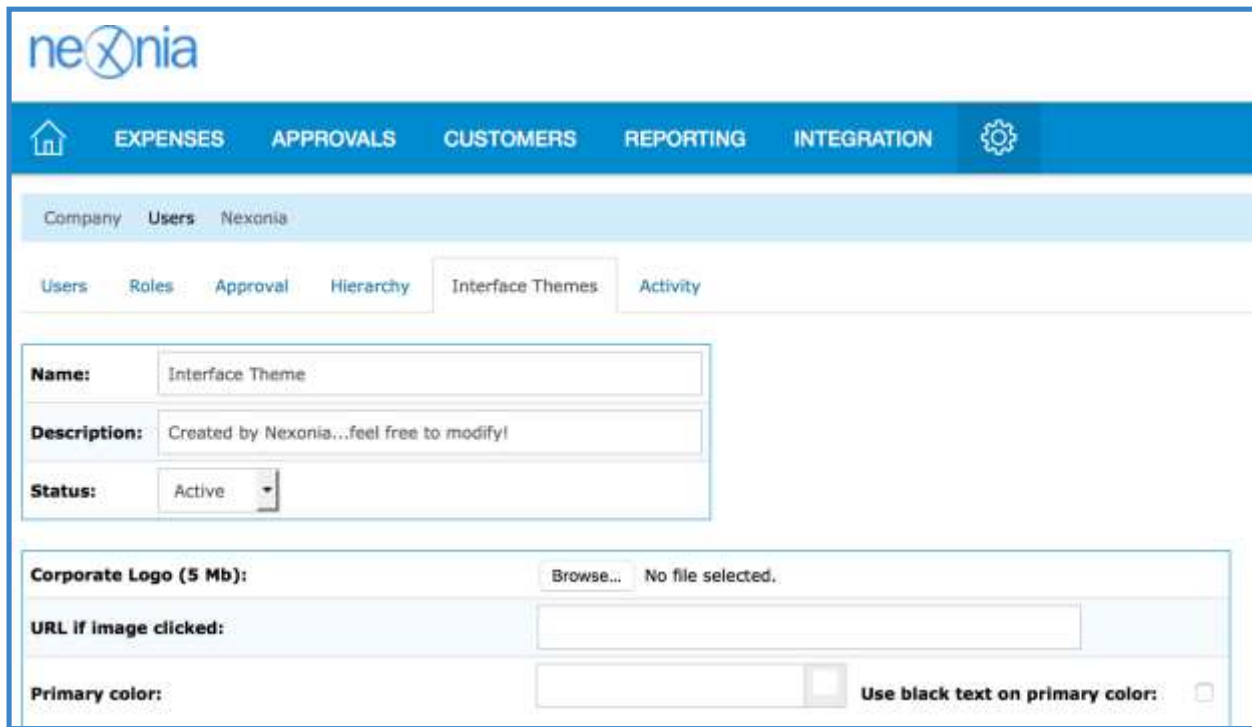 nexonia
EXPENSES APPROVALS CUSTOMERS REPORTING INTEGRATION
Company Users Nexonia
Users Roles Approval Hierarchy Interface Themes Activity
Name: Interface Theme
Description: Created by Nexonia...feel free to modify!
Status: Active
Corporate Logo (5 Mb): Browse... No file selected.
URL if image clicked:
Primary color: Use black text on primary color: